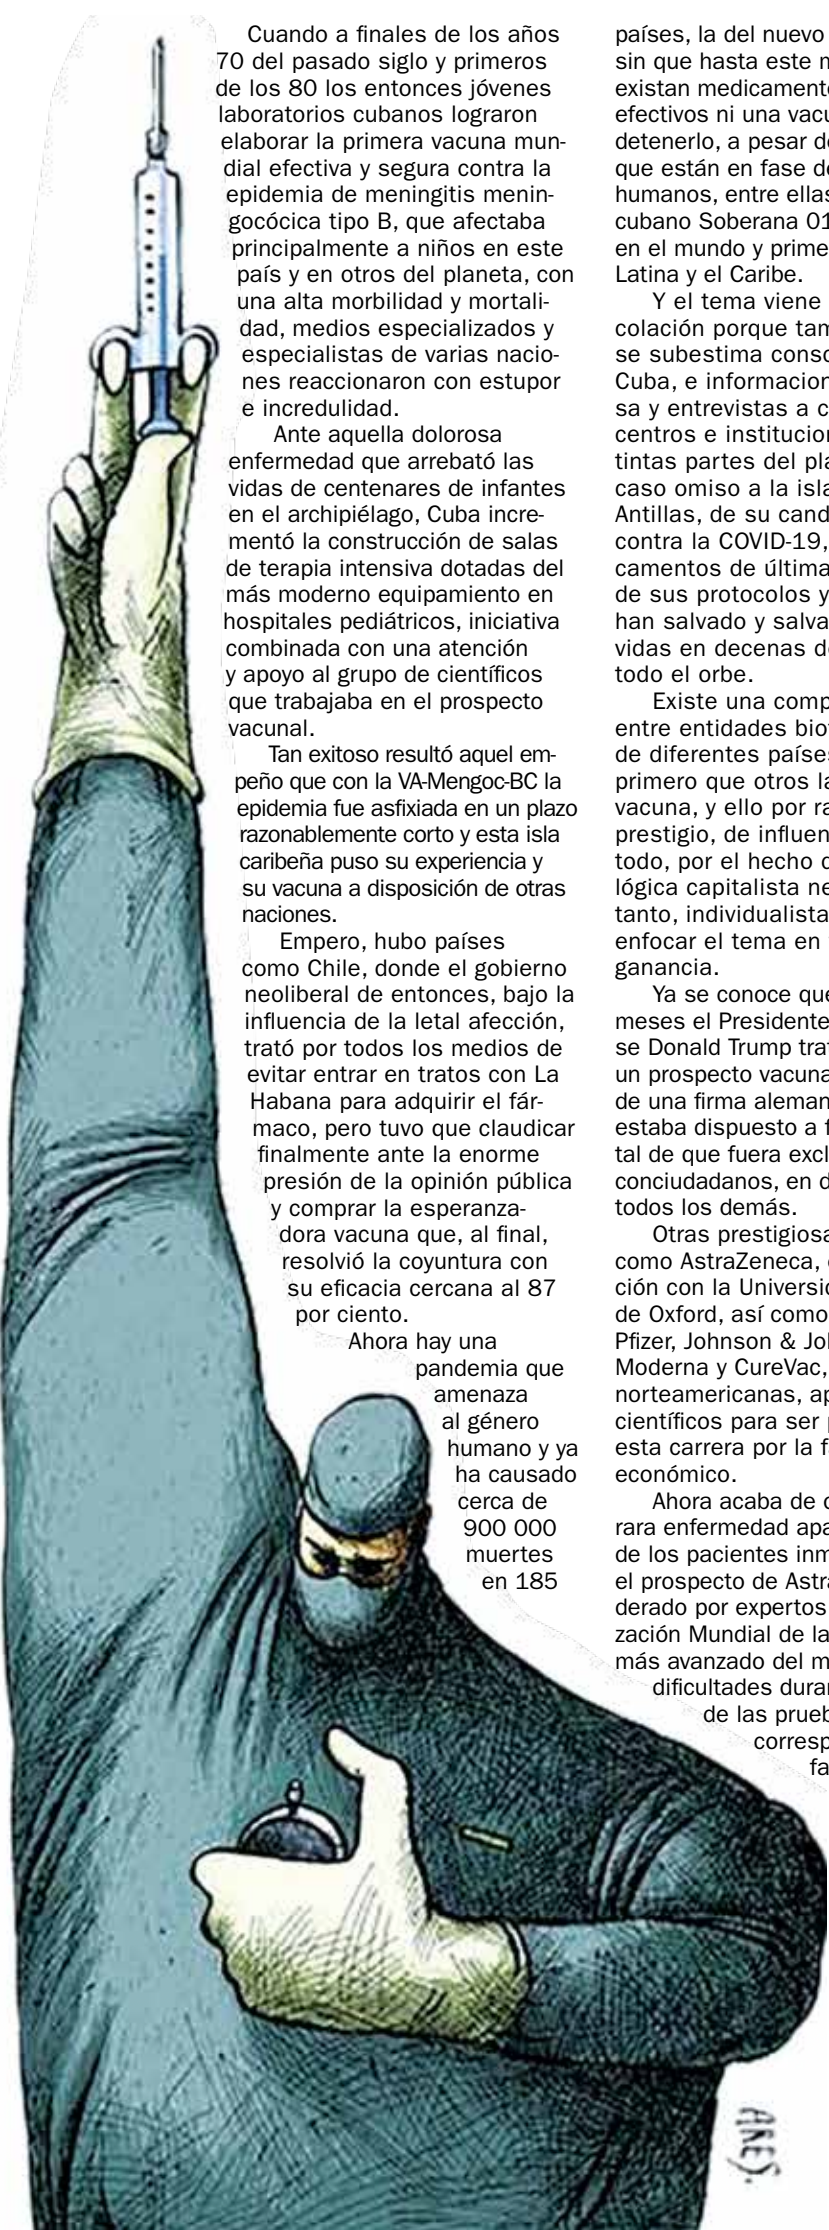 Cuando a finales de los años
70 del pasado siglo y primeros
de los 80 los entonces jóvenes
laboratorios cubanos lograron
elaborar la primera vacuna mun-
dial efectiva y segura contra la
epidemia de meningitis menin-
gocócica tipo B, que afectaba
principalmente a niños en este
país y en otros del planeta, con
una alta morbilidad y mortali-
dad, medios especializados y
especialistas de varias nacio-
nes reaccionaron con estupor
e incredulidad.
Ante aquella dolorosa
enfermedad que arrebató las
vidas de centenares de infantes
en el archipiélago, Cuba incre-
mentó la construcción de salas
de terapia intensiva dotadas del
más moderno equipamiento en
hospitales pediátricos, iniciativa
combinada con una atención
y apoyo al grupo de científicos
que trabajaba en el prospecto
vacunal.
Tan exitoso resultó aquel em-
peño que con la VA-Mengoc-BC la
epidemia fue asfixiada en un plazo
razonablemente corto y esta isla
caribeña puso su experiencia y
su vacuna a disposición de otras
naciones.
Empero, hubo países
como Chile, donde el gobierno
neoliberal de entonces, bajo la
influencia de la letal afección,
trató por todos los medios de
evitar entrar en tratos con La
Habana para adquirir el fár-
maco, pero tuvo que claudicar
finalmente ante la enorme
presión de la opinión pública
y comprar la esperanza-
dora vacuna que, al final,
resolvió la coyuntura con
su eficacia cercana al 87
por ciento.
Ahora hay una
pandemia que
amenaza
al género
humano y ya
ha causado
cerca de
900 000
muertes
en 185
países, la del nuevo
sin que hasta este m
existan medicamento
efectivos ni una vacu
detenerlo, a pesar de
que están en fase de
humanos, entre ellas
cubano Soberana 01
en el mundo y prime
Latina y el Caribe.
Y el tema viene
colación porque tam
se subestima consc
Cuba, e informacion
sa y entrevistas a c
centros e institucion
tintas partes del pla
caso omiso a la isla
Antillas, de su cand
contra la COVID-19,
camentos de última
de sus protocolos y
han salvado y salva
vidas en decenas de
todo el orbe.
Existe una comp
entre entidades biot
de diferentes países
primero que otros la
vacuna, y ello por ra
prestigio, de influen
todo, por el hecho d
lógica capitalista ne
tanto, individualista
enfocar el tema en
ganancia.
Ya se conoce que
meses el Presidente
se Donald Trump trat
un prospecto vacuna
de una firma aleman
estaba dispuesto a f
tal de que fuera excl
conciudadanos, en d
todos los demás.
Otras prestigiosa
como AstraZeneca, e
ción con la Universid
de Oxford, así como
Pfizer, Johnson & Joh
Moderna y CureVac,
norteamericanas, ap
científicos para ser p
esta carrera por la fa
económico.
Ahora acaba de c
rara enfermedad apa
de los pacientes inm
el prospecto de Astra
derado por expertos
zación Mundial de la
más avanzado del m
dificultades duran
de las prueb
corresp
fa
ARES.